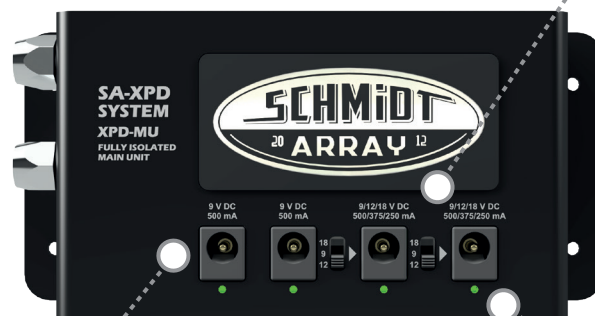 SA-XPD
SYSTEM
XPD-MU
FULLY ISOLATED
MAIN UNIT
SCHMIDT
20 ARRAY 12
9 V DC
500 mA
9 V DC
500 mA
9/12/18 V DC
500/375/250 mA
9/12/18 V DC
500/375/250 mA
18
9
12
18
9
12